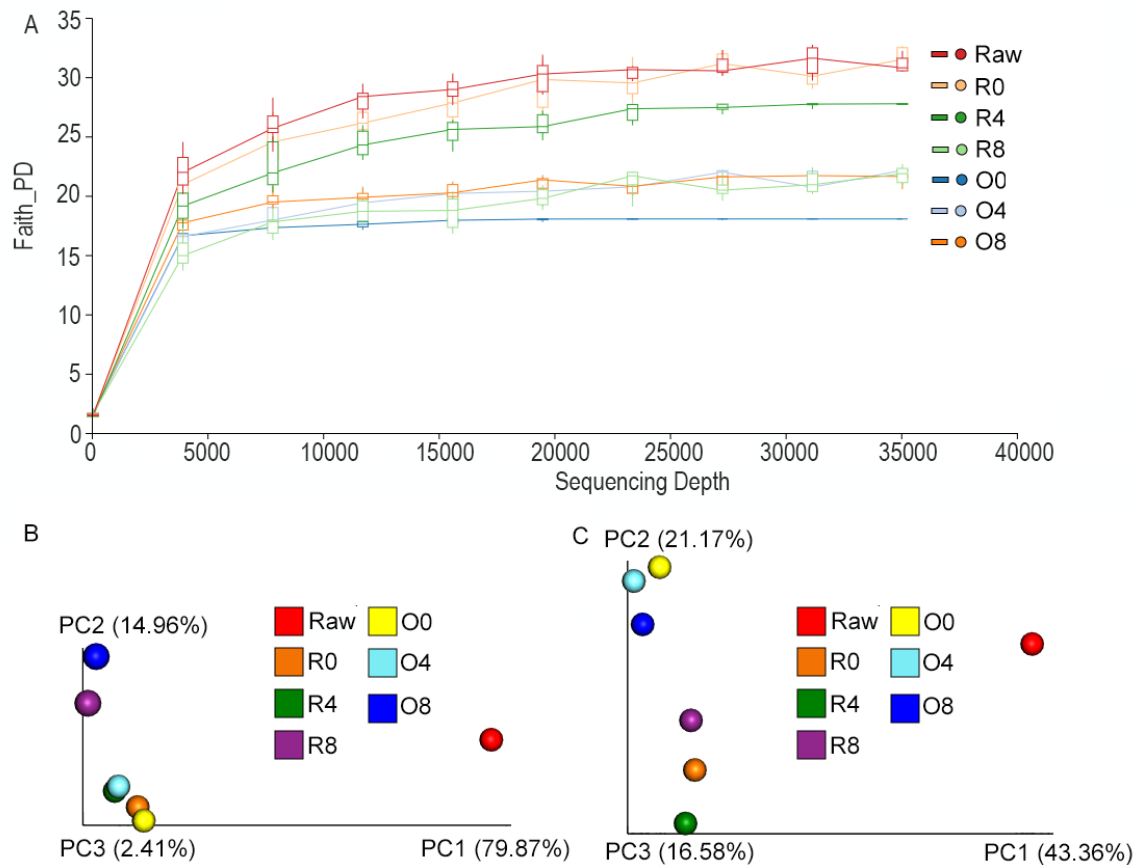 A
35
30
25
20
15
10
5
0
Faith_PD
0 5000 10000 15000 20000 25000 30000 35000 40000
Sequencing Depth
Raw
R0
R4
R8
O0
O4
O8
B
PC2 (14.96%)
Raw O0
R0 O4
R4 O8
R8
PC3 (2.41%) PC1 (79.87%)
C
PC2 (21.17%)
Raw O0
R0 O4
R4 O8
R8
PC3 (16.58%) PC1 (43.36%)